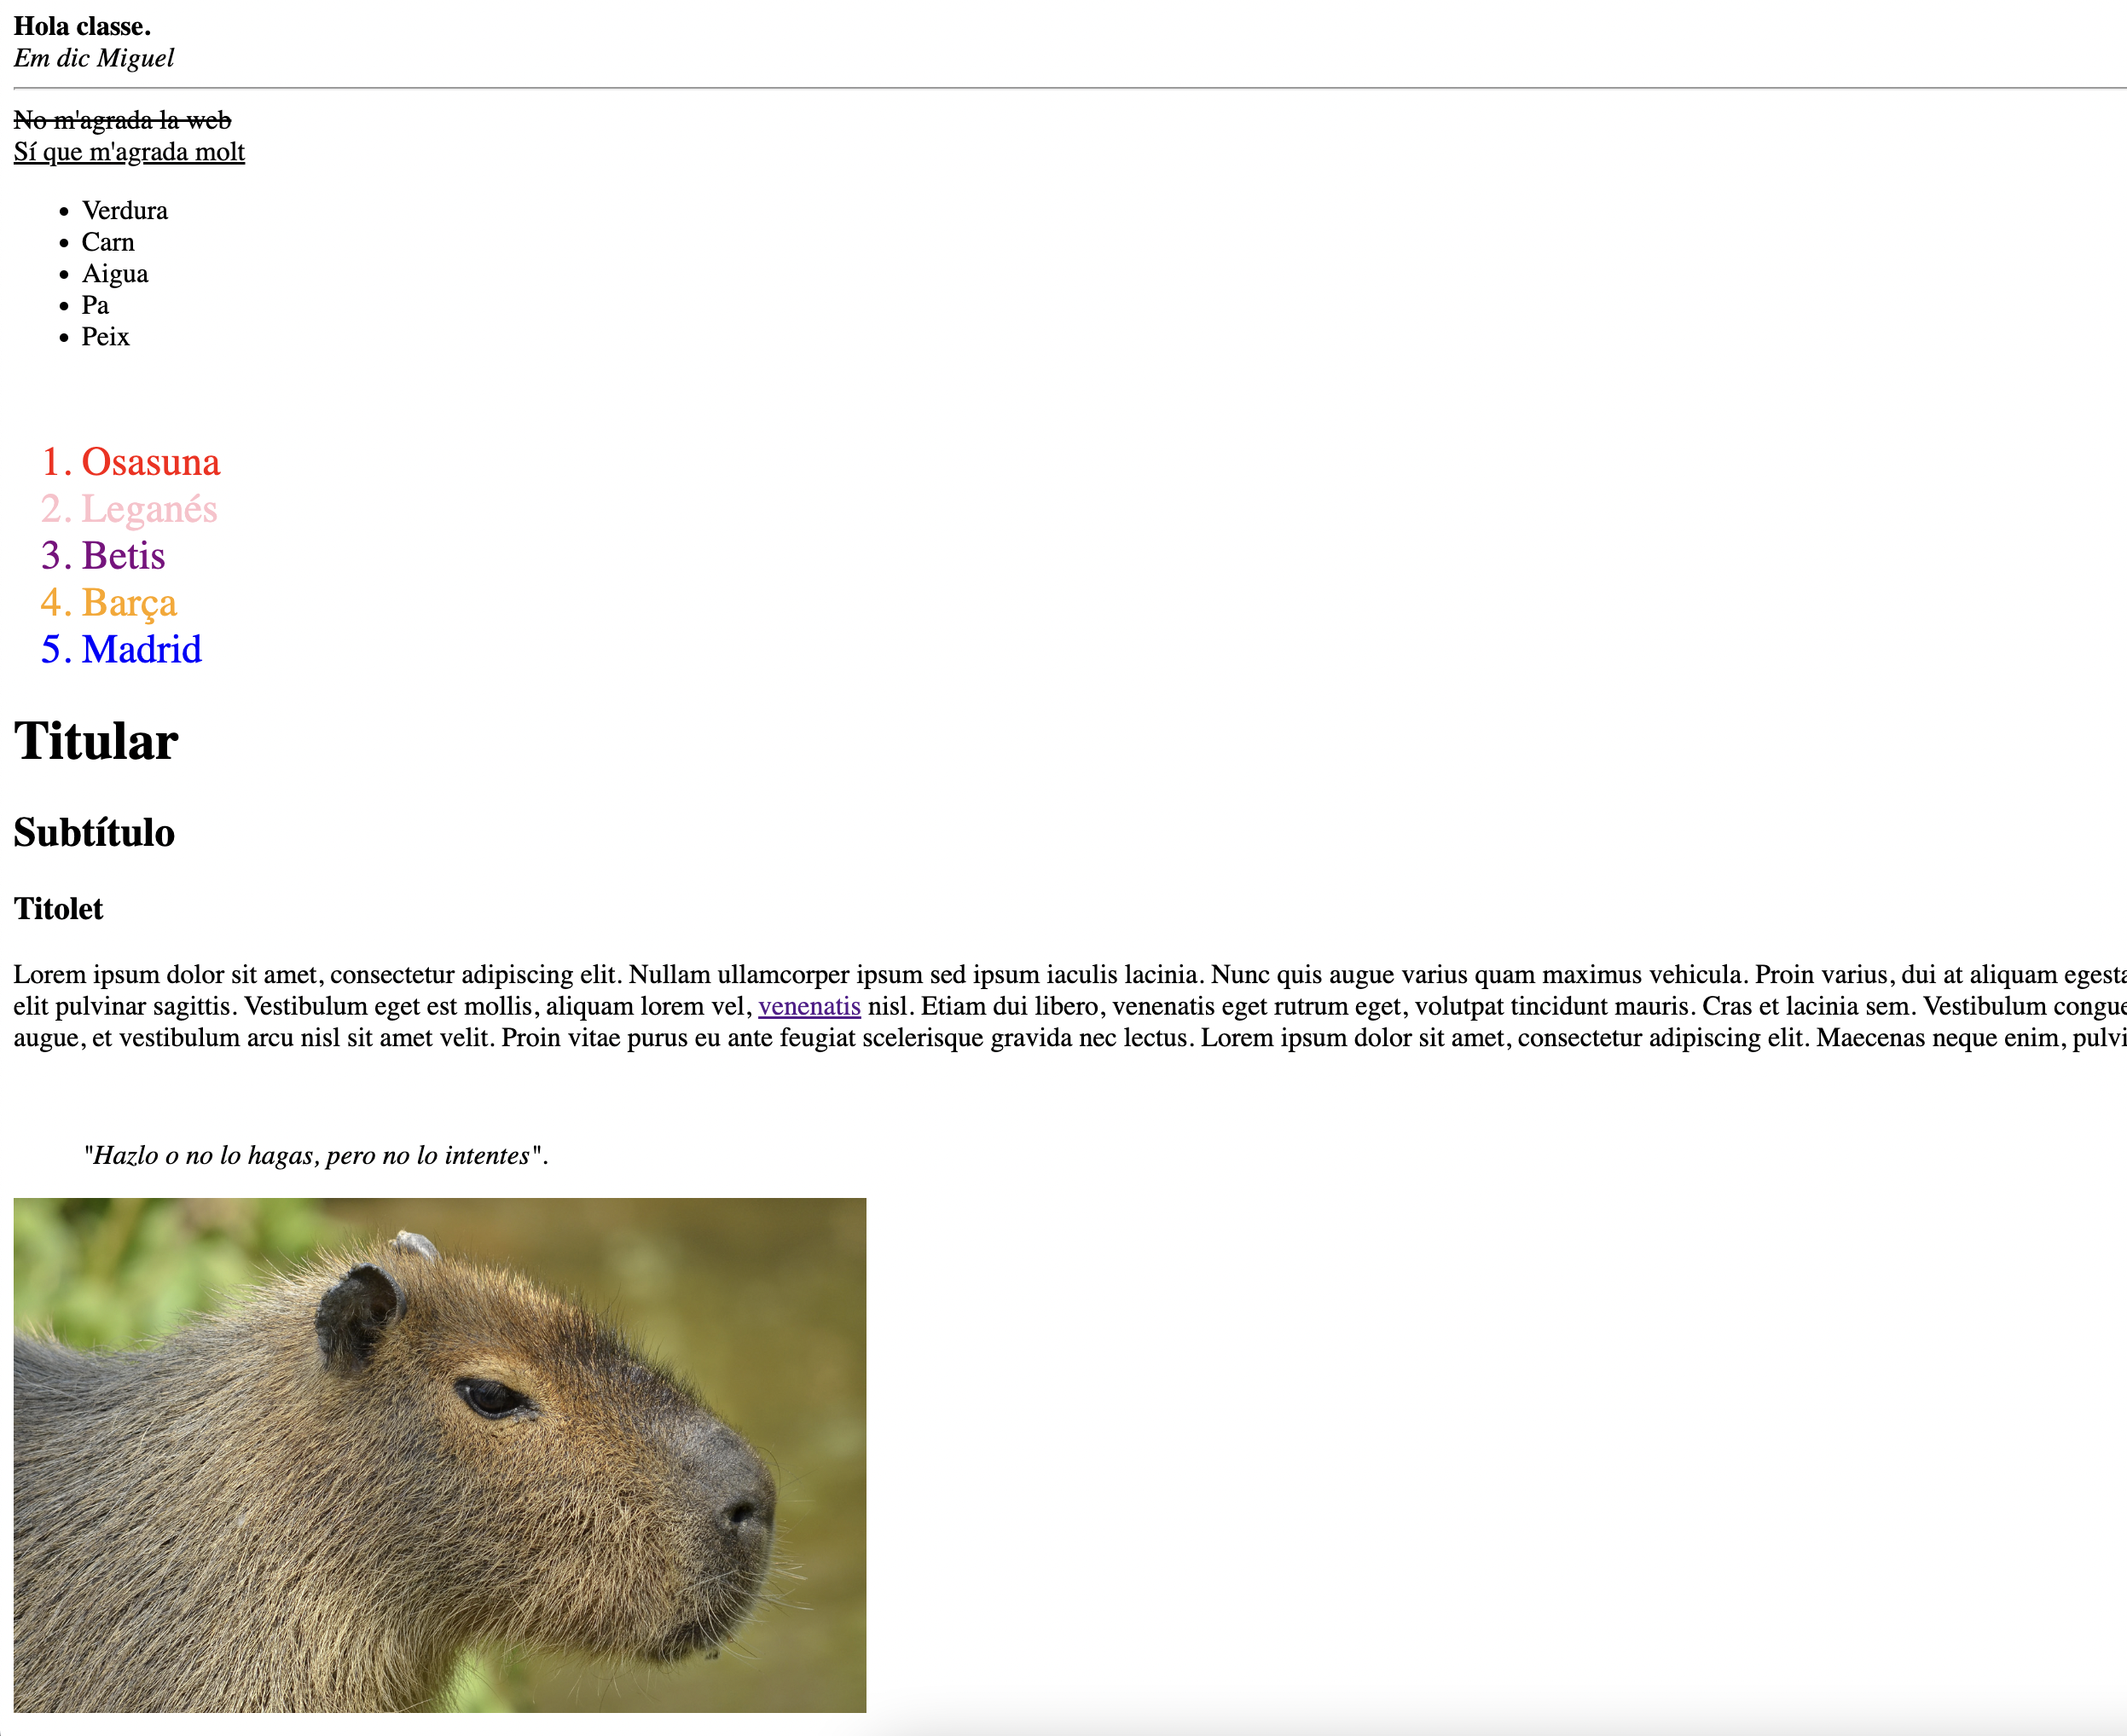 Hola classe.
Em dic Miguel
No m'agrada la web
Sí que m'agrada molt
• Verdura
• Carn
• Aigua
• Pa
• Peix
1. Osasuna
2. Leganés
3. Betis
4. Barça
5. Madrid
Titular
Subtítulo
Titolet
Lorem ipsum dolor sit amet, consectetur adipiscing elit. Nullam ullamcorper ipsum sed ipsum iaculis lacinia. Nunc quis augue varius quam maximus vehicula. Proin varius, dui at aliquam
elit pulvinar sagittis. Vestibulum eget est mollis, aliquam lorem vel, venenatis nisl. Etiam dui libero, venenatis eget rutrum eget, volutpat tincidunt mauris. Cras et lacinia sem. Vestibulum congue
augue, et vestibulum arcu nisl sit amet velit. Proin vitae purus eu ante feugiat scelerisque gravida nec lectus. Lorem ipsum dolor sit amet, consectetur adipiscing elit. Maecenas neque enim,
"Hazlo o no lo hagas, pero no lo intentes".